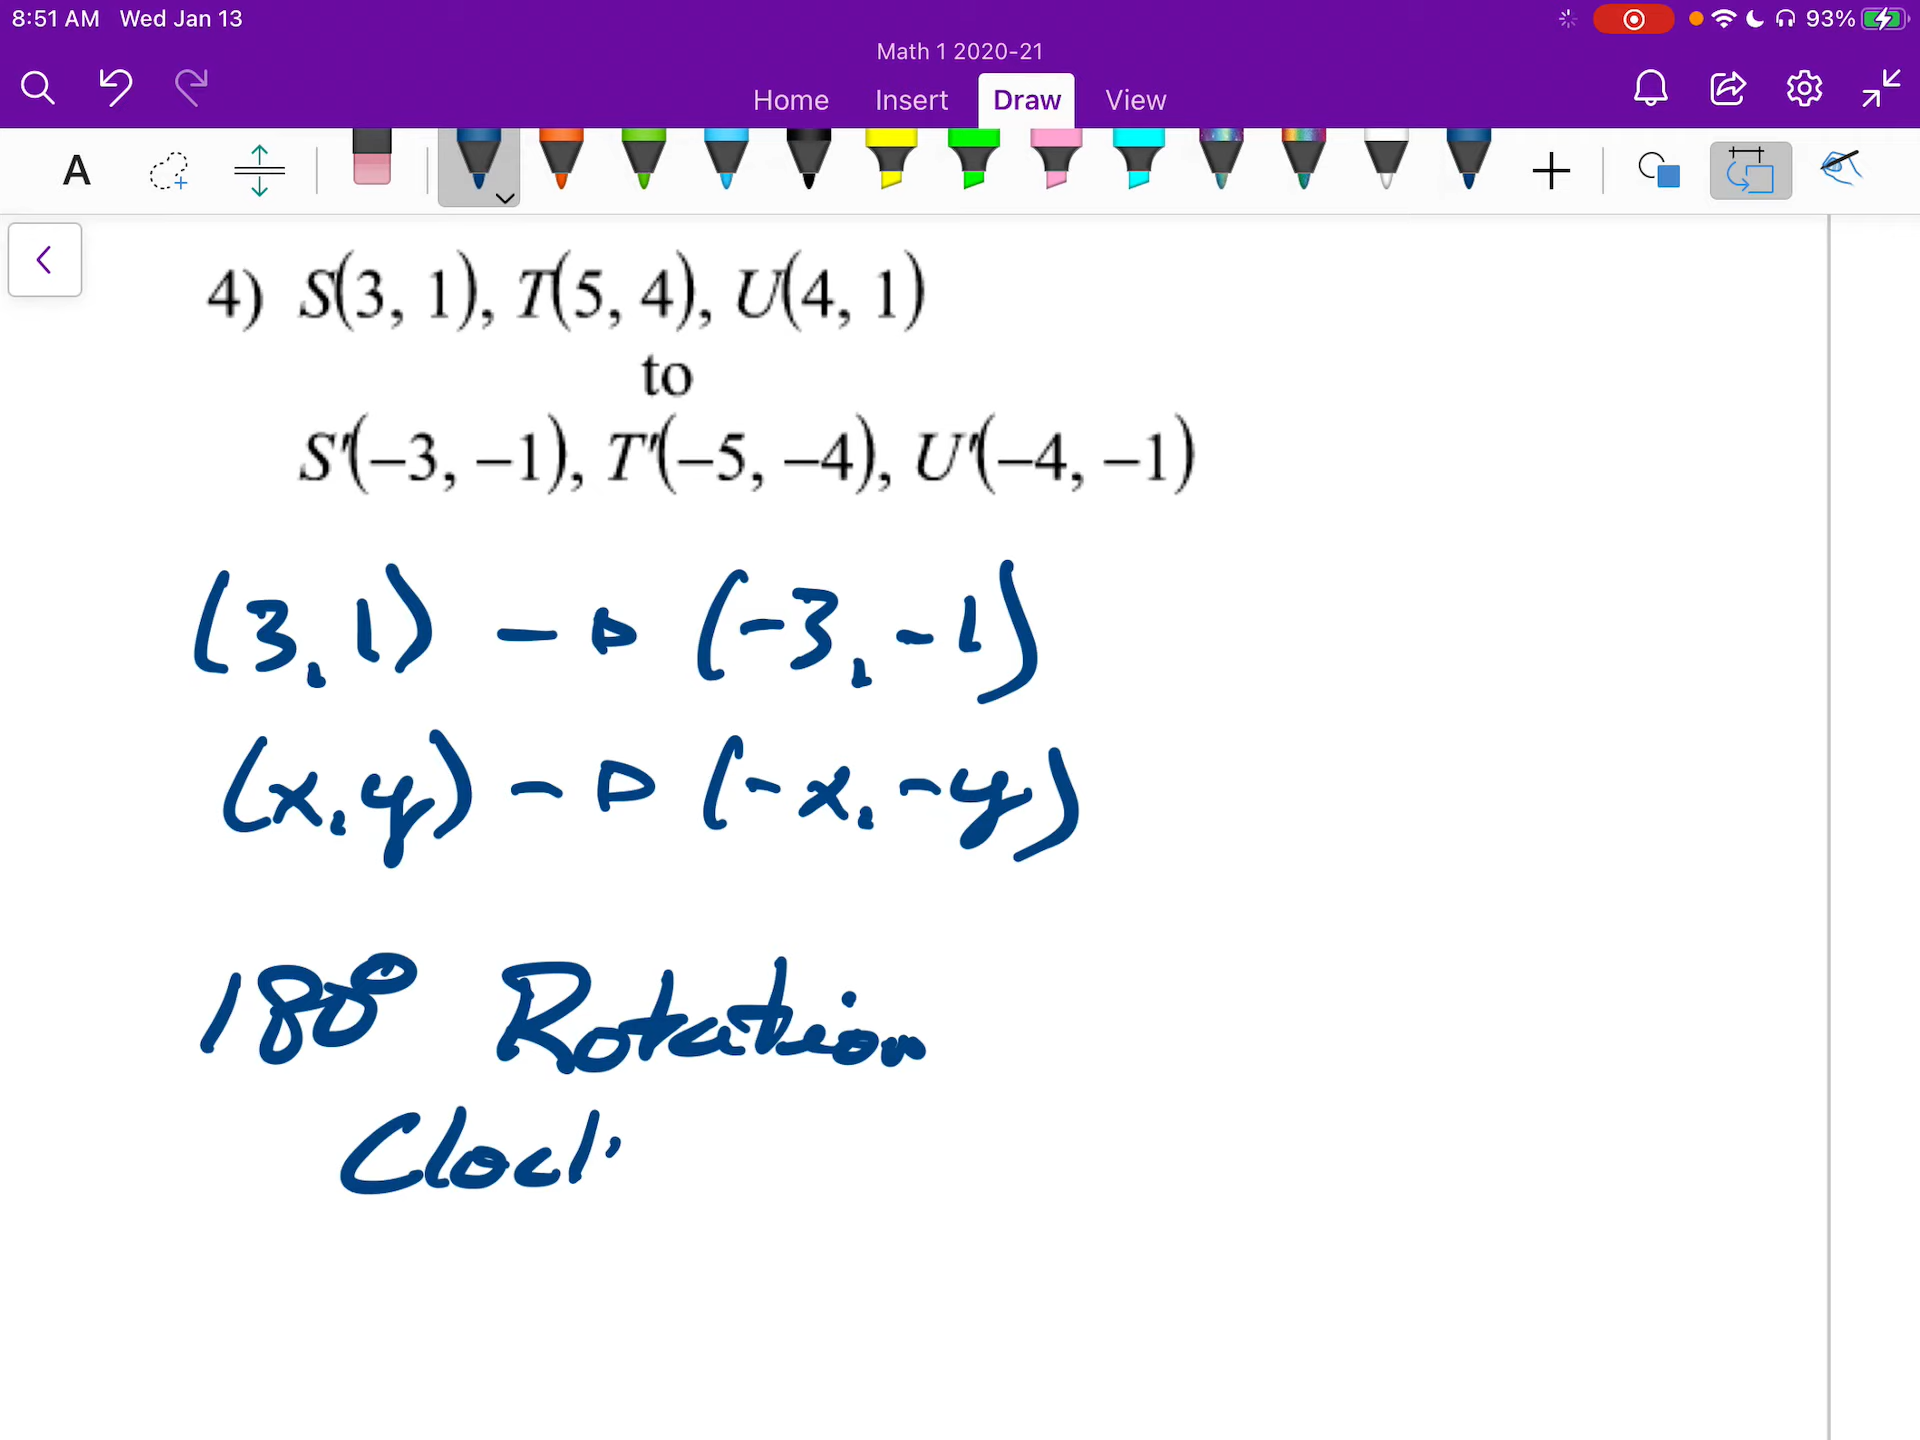 8:51 AM Wed Jan 13
93%
Math 1 2020-21
Home Insert Draw View
A
4) S(3, 1), T(5, 4), U(4, 1)
to
S'(−3, −1), T'(−5, −4), U'(−4, −1)
(3, 1) → (-3, -1)
(x, y) → (-x, -y)
180° Rotation
Cloc